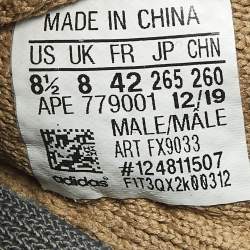 MADE IN CHINA
US UK FR JP CHN
8½ 8 42 265 260
APE 779001 12/19
MALE/MALE
ART FX9033
#124811507
adidas F1T3QX2k00312